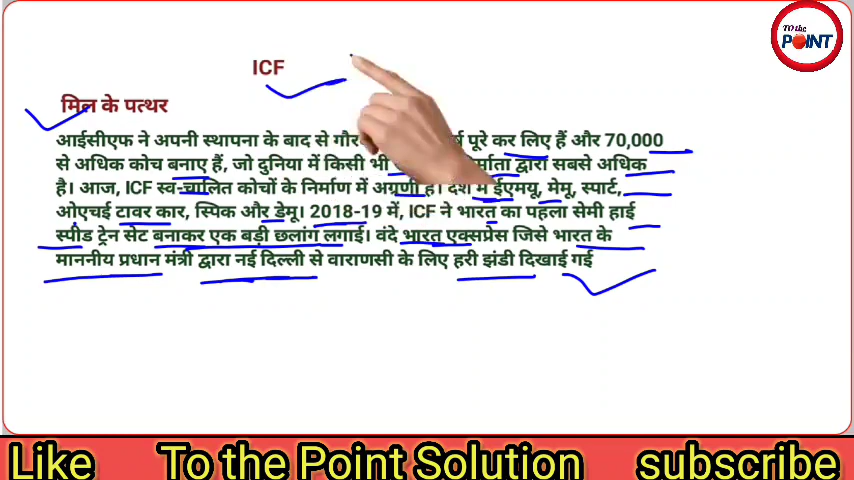 TO the
POINT
ICF
मिल के पत्थर
आईसीएफ ने अपनी स्थापना के बाद से गौर र्ष पूरे कर लिए हैं और 70,000
से अधिक कोच बनाए हैं, जो दुनिया में किसी भी र्माता द्वारा सबसे अधिक
है। आज, ICF स्व-चालित कोचों के निर्माण में अग्रणी है। देश में ईएमयू, मेमू, स्पार्ट,
ओएचई टावर कार, स्पिक और डेमू। 2018-19 में, ICF ने भारत का पहला सेमी हाई
स्पीड ट्रेन सेट बनाकर एक बड़ी छलांग लगाई। वंदे भारत एक्सप्रेस जिसे भारत के
माननीय प्रधान मंत्री द्वारा नई दिल्ली से वाराणसी के लिए हरी झंडी दिखाई गई
Like To the Point Solution subscribe